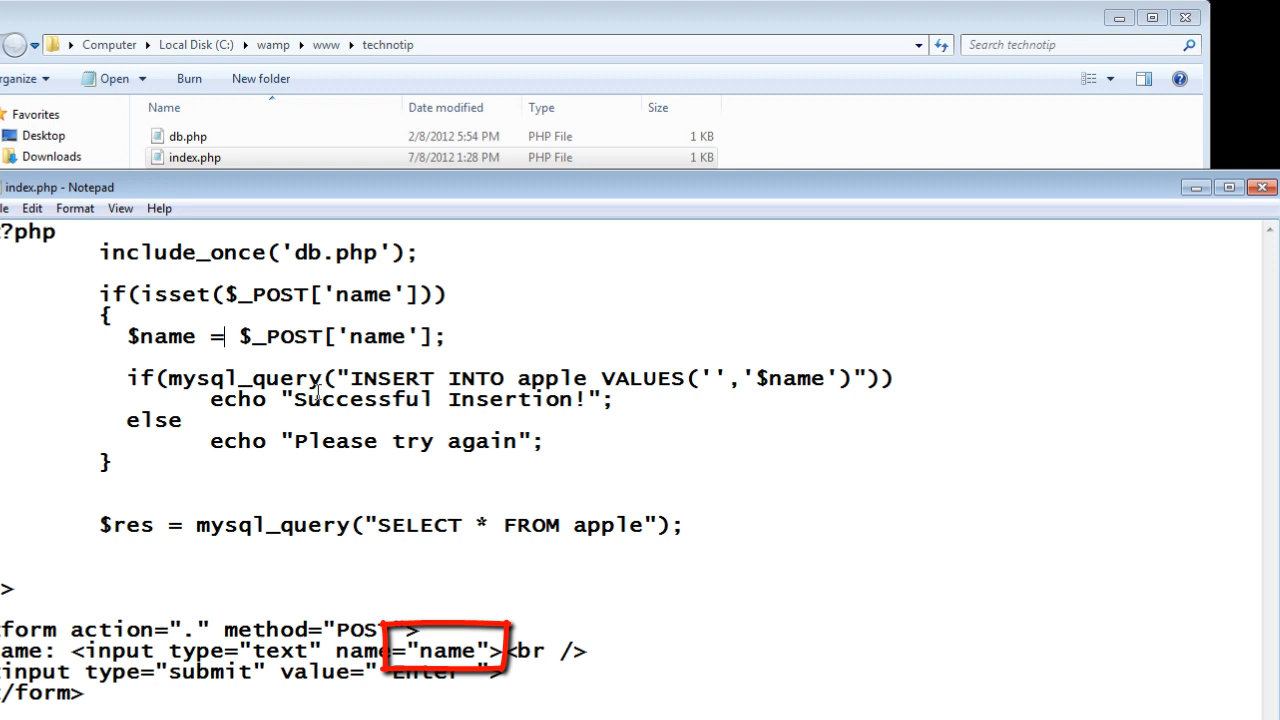 Computer Local Disk (C:) wamp www technotip Search technotip
rganize Open Burn New folder
Favorites
Desktop
Downloads
Name Date modified Type Size
db.php 2/8/2012 5:54 PM PHP File 1 KB
index.php 7/8/2012 1:28 PM PHP File 1 KB
index.php - Notepad
le Edit Format View Help
?php
include_once('db.php');
if(isset($_POST['name']))
{
$name = $_POST['name'];
if(mysql_query("INSERT INTO apple VALUES('','$name')"))
echo "Successful Insertion!";
else
echo "Please try again";
}
$res = mysql_query("SELECT * FROM apple");
>
form action="." method="POST">
ame: <input type="text" name="name"><br />
input type="submit" value=" Enter ">
/form>